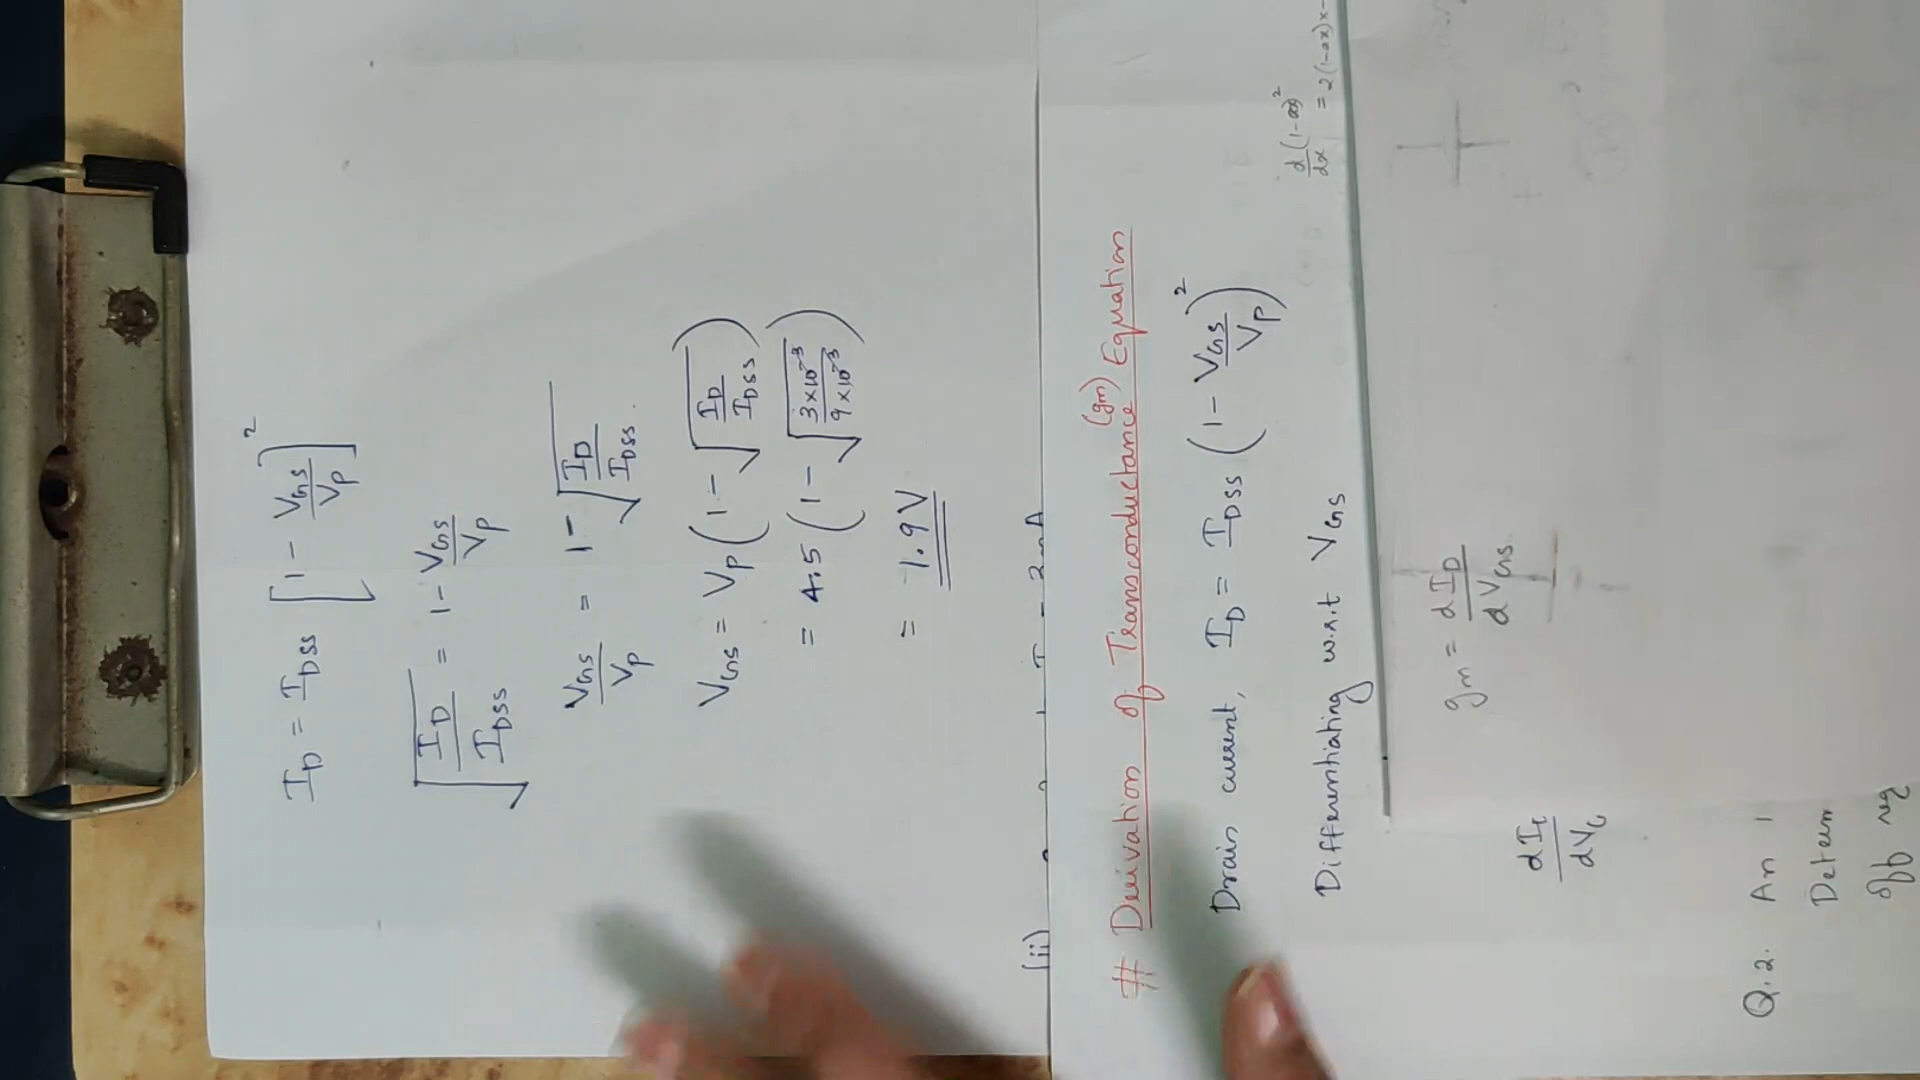 I_D = I_DSS [1 - V_GS/V_P]^2
√(I_D/I_DSS) = 1 - V_GS/V_P
V_GS/V_P = 1 - √(I_D/I_DSS).
V_GS = V_P (1 - √(I_D/I_DSS))
= 4.5 (1 - √(3×10^-3/9×10^-3))
= 1.9V
(ii)
# Derivation of Transconductance (gm) Equation
Drain current, I_D = I_DSS (1 - V_GS/V_P)^2
Differentiating w.r.t V_GS
d/dx (1-ax)^2
= 2(1-ax)x-
gm = dI_D/dV_GS
dI_C/dV_G
Q.2. An
Determ
of